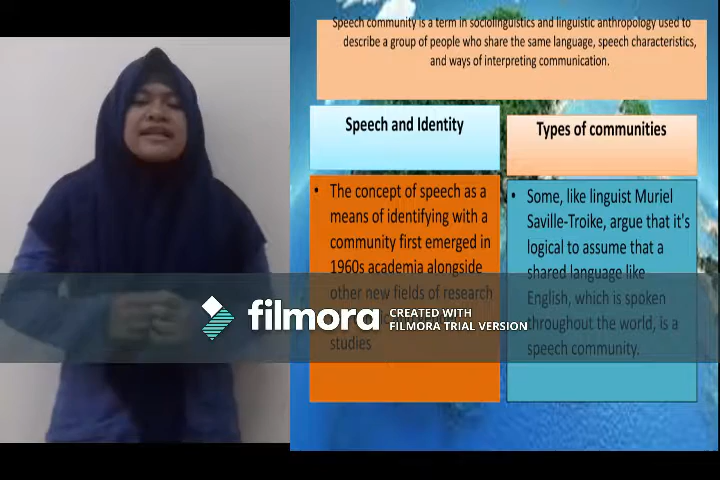 Speech community is a term in sociolinguistics and linguistic anthropology used to
describe a group of people who share the same language, speech characteristics,
and ways of interpreting communication.
Speech and Identity
• The concept of speech as a
means of identifying with a
community first emerged in
1960s academia alongside
other new fields of research
studies
Types of communities
• Some, like linguist Muriel
Saville-Troike, argue that it's
logical to assume that a
shared language like
English, which is spoken
throughout the world, is a
speech community.
filmora
CREATED WITH
FILMORA TRIAL VERSION